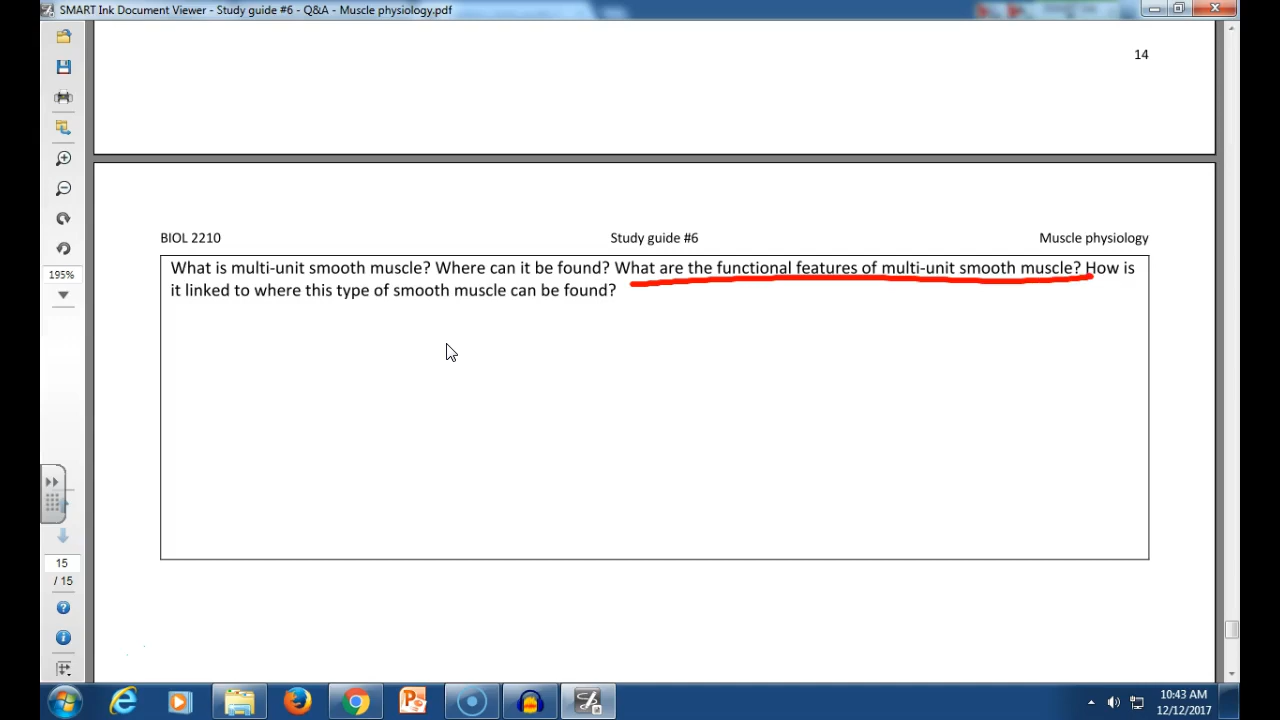 SMART Ink Document Viewer - Study guide #6 - Q&A - Muscle physiology.pdf
14
BIOL 2210 Study guide #6 Muscle physiology
What is multi-unit smooth muscle? Where can it be found? What are the functional features of multi-unit smooth muscle? How is
it linked to where this type of smooth muscle can be found?
195%
15
/ 15
10:43 AM
12/12/2017